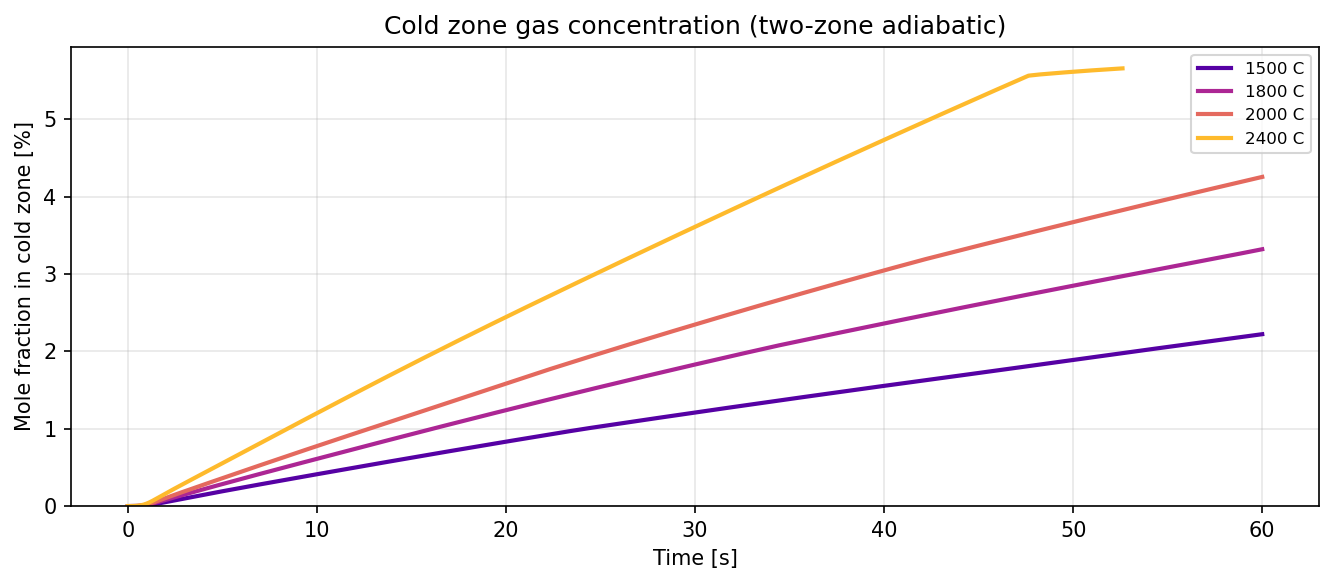 Cold zone gas concentration (two-zone adiabatic)
Mole fraction in cold zone [%]
5
4
3
2
1
0
0 10 20 30 40 50 60
Time [s]
1500 C
1800 C
2000 C
2400 C